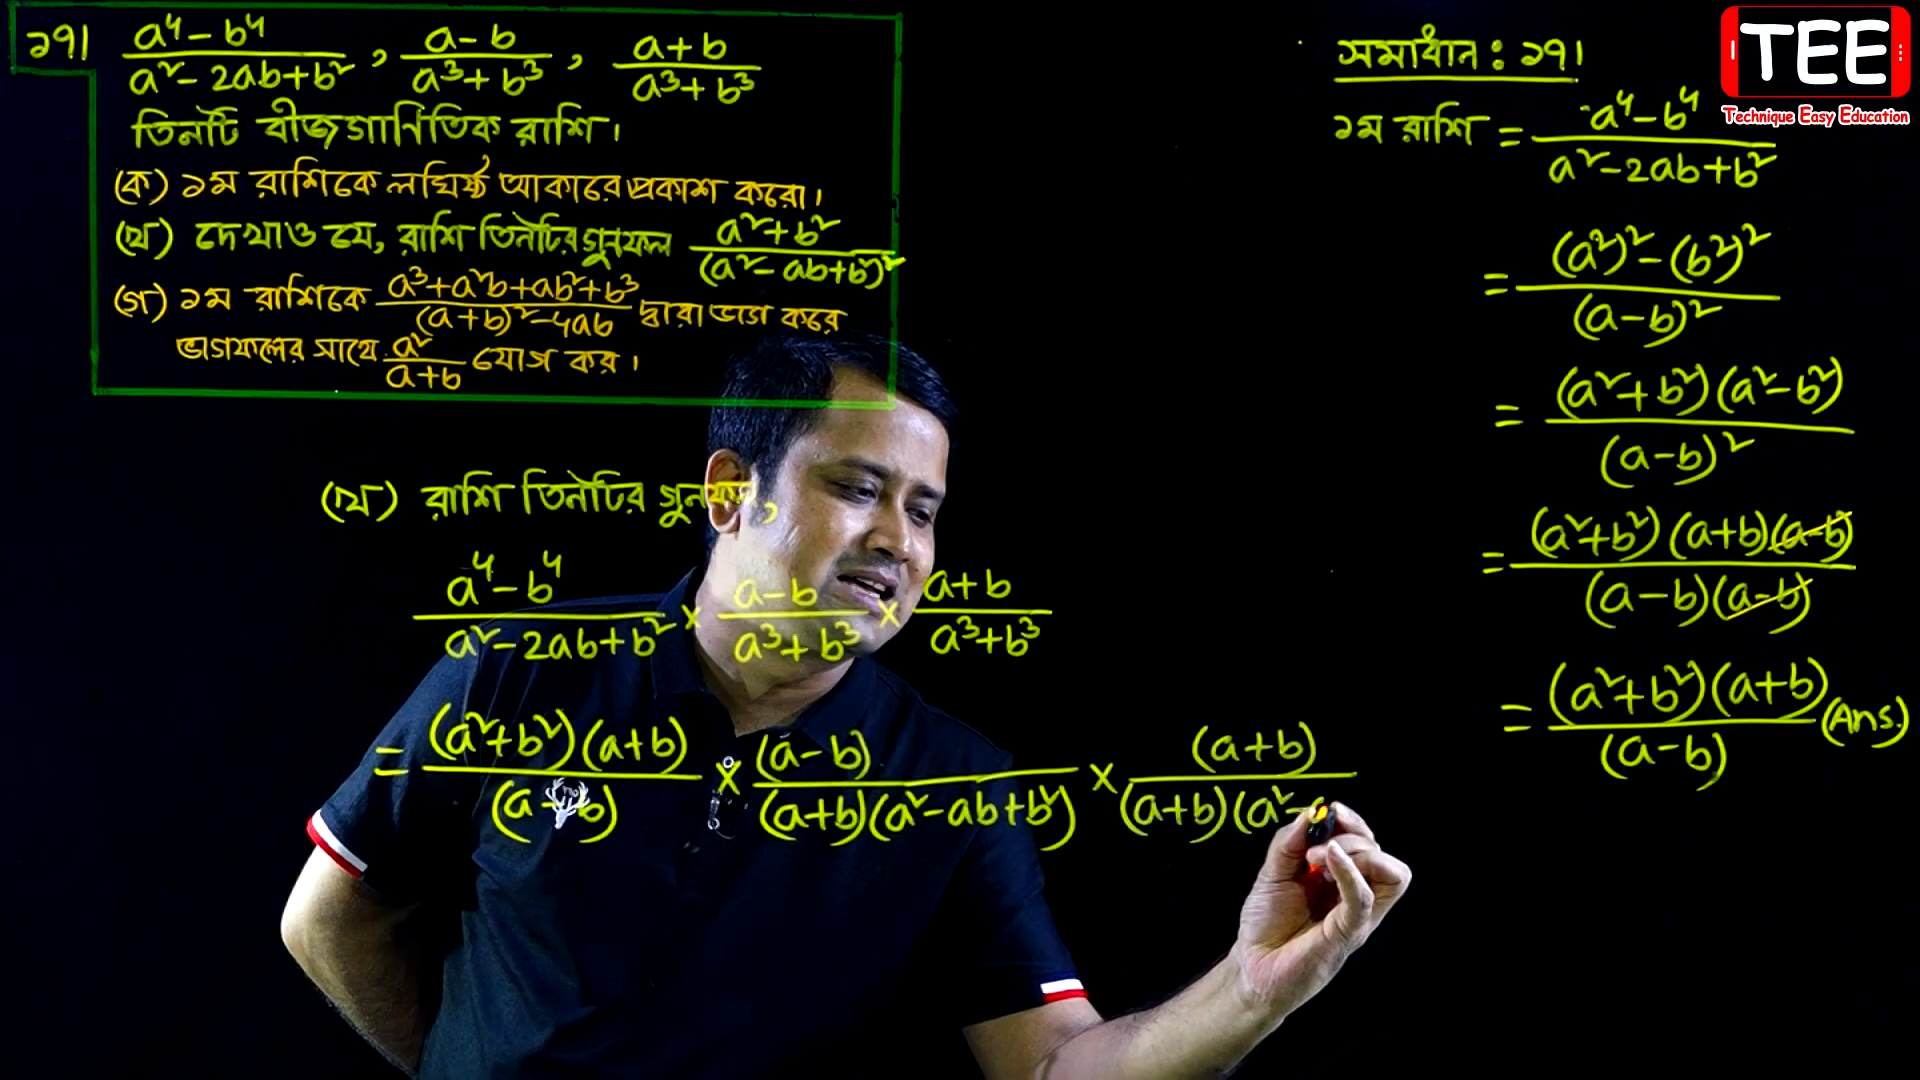 ১৭। a⁴-b⁴/a²-2ab+b², a-b/a³+b³, a+b/a³+b³
তিনটি বীজগাণিতিক রাশি।
(ক) ১ম রাশিকে লঘিষ্ঠ আকারে প্রকাশ করো।
(খ) দেখাও যে, রাশি তিনটির গুনফল a²+b²/(a²-ab+b²)²
(গ) ১ম রাশিকে a³+a²b+ab²+b³/(a+b)²-4ab দ্বারা ভাগ করে
ভাগফলের সাথে a²/a+b যোগ কর।
(খ) রাশি তিনটির গুনফল,
a⁴-b⁴/a²-2ab+b² × a-b/a³+b³ × a+b/a³+b³
= (a²+b²)(a+b)/(a-b) × (a-b)/(a+b)(a²-ab+b²) × (a+b)/(a+b)(a²-
সমাধান: ১৭।
১ম রাশি = a⁴-b⁴/a²-2ab+b²
= (a²)²-(b²)²/(a-b)²
= (a²+b²)(a²-b²)/(a-b)²
= (a²+b²)(a+b)(a-b)/(a-b)(a-b)
= (a²+b²)(a+b)/(a-b) (Ans.)
TEE
Technique Easy Education